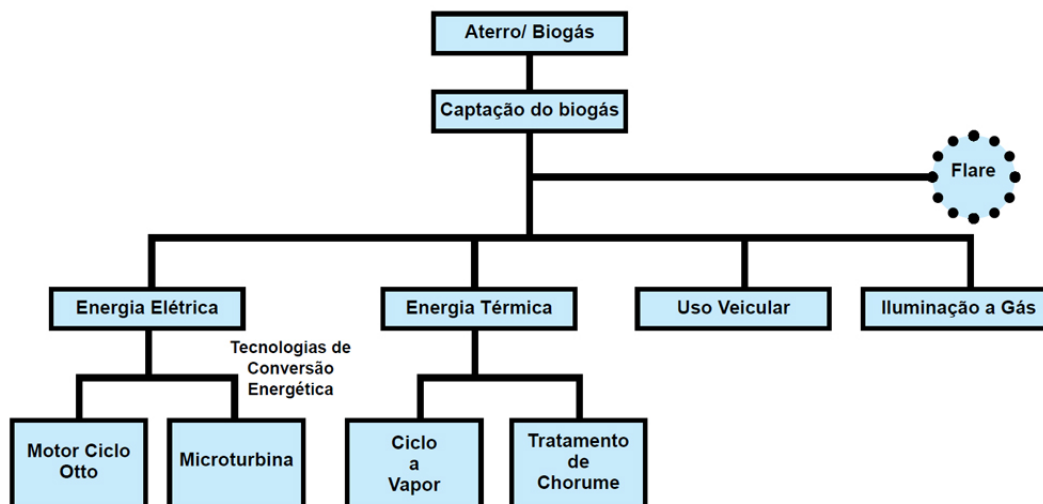 Aterro/ Biogás
Captação do biogás
Flare
Energia Elétrica
Energia Térmica
Uso Veicular
Iluminação a Gás
Tecnologias de
Conversão
Energética
Motor Ciclo
Otto
Microturbina
Ciclo
a
Vapor
Tratamento
de
Chorume